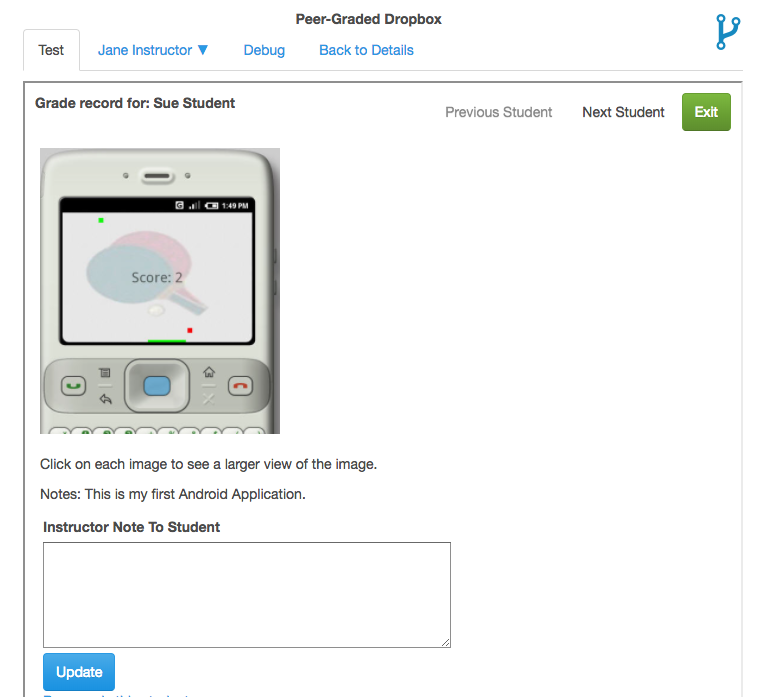 Peer-Graded Dropbox
Test Jane Instructor ▼ Debug Back to Details
Grade record for: Sue Student
Previous Student Next Student Exit
G 1:49 PM
Score: 2
Click on each image to see a larger view of the image.
Notes: This is my first Android Application.
Instructor Note To Student
Update